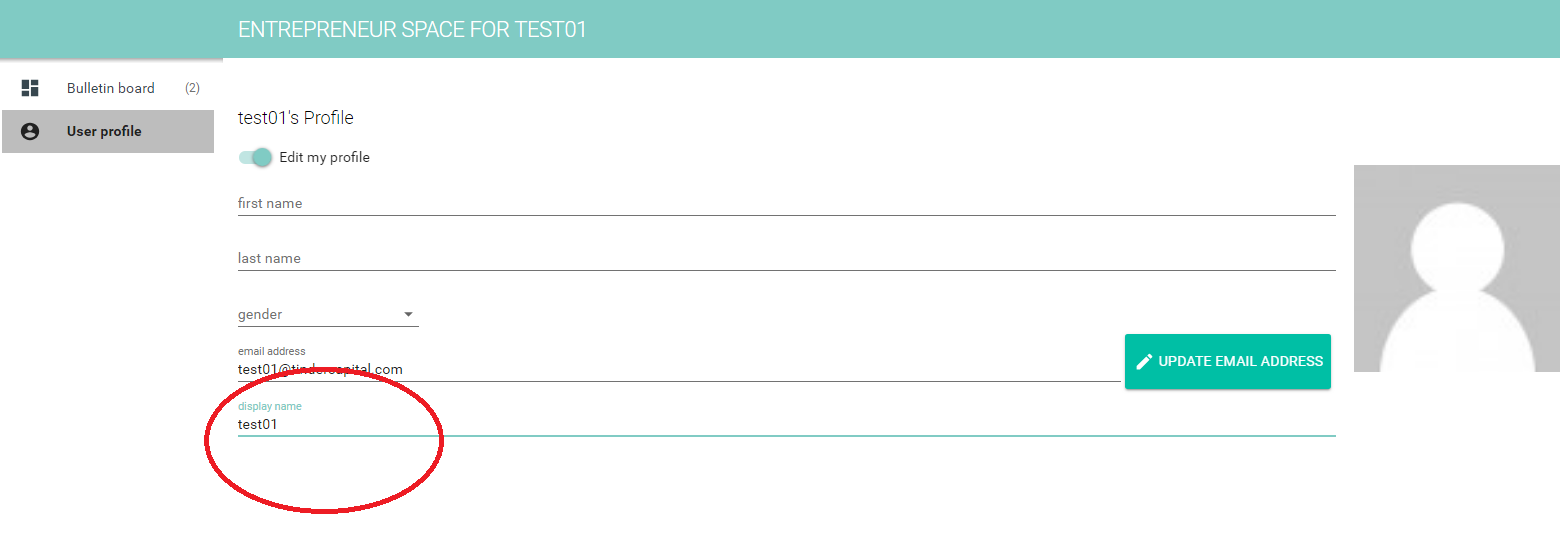 ENTREPRENEUR SPACE FOR TEST01
Bulletin board (2)
User profile
test01's Profile
Edit my profile
first name
last name
gender
email address
test01@tindercapital.com
UPDATE EMAIL ADDRESS
display name
test01